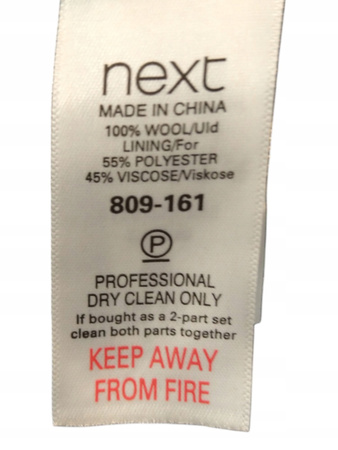 next
MADE IN CHINA
100% WOOL/Uld
LINING/For
55% POLYESTER
45% VISCOSE/Viskose
809-161
P
PROFESSIONAL
DRY CLEAN ONLY
If bought as a 2-part set
clean both parts together
KEEP AWAY
FROM FIRE